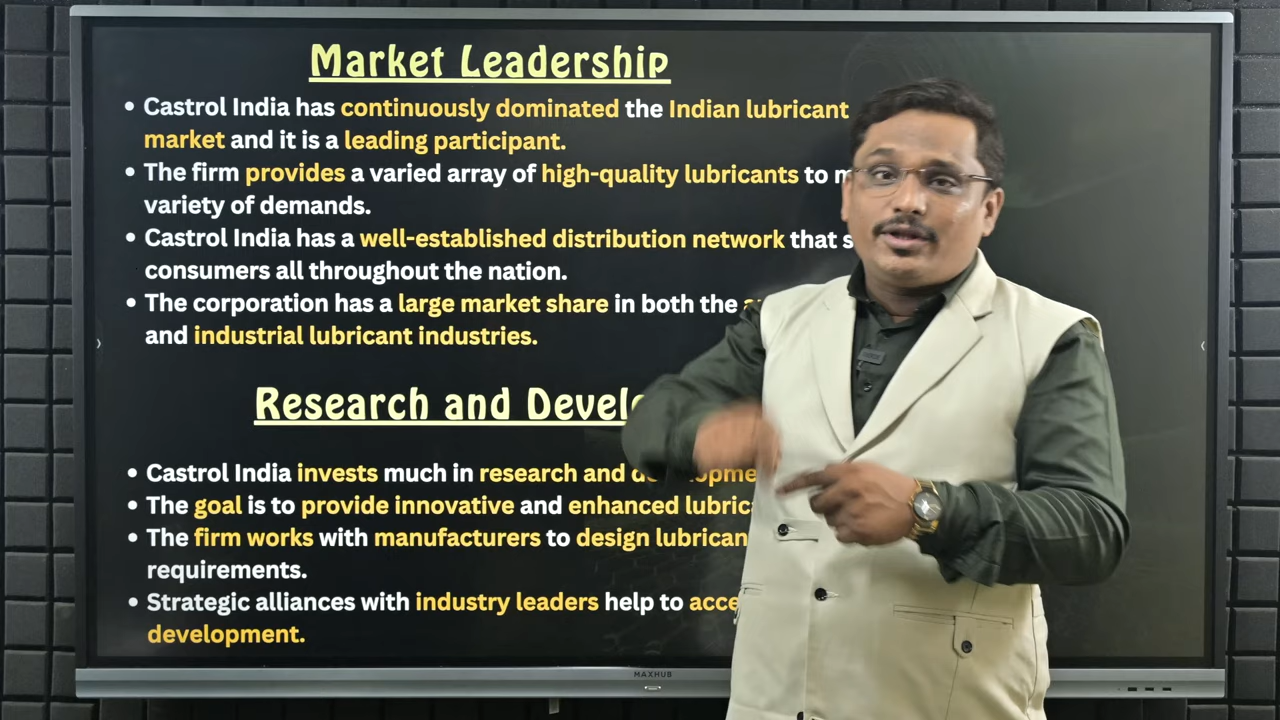 Market Leadership
• Castrol India has continuously dominated the Indian lubricant
market and it is a leading participant.
• The firm provides a varied array of high-quality lubricants to
variety of demands.
• Castrol India has a well-established distribution network that
consumers all throughout the nation.
• The corporation has a large market share in both the
and industrial lubricant industries.
Research and
• Castrol India invests much in research and
• The goal is to provide innovative and enhanced
• The firm works with manufacturers to design
requirements.
• Strategic alliances with industry leaders help to
development.
MAXHUB